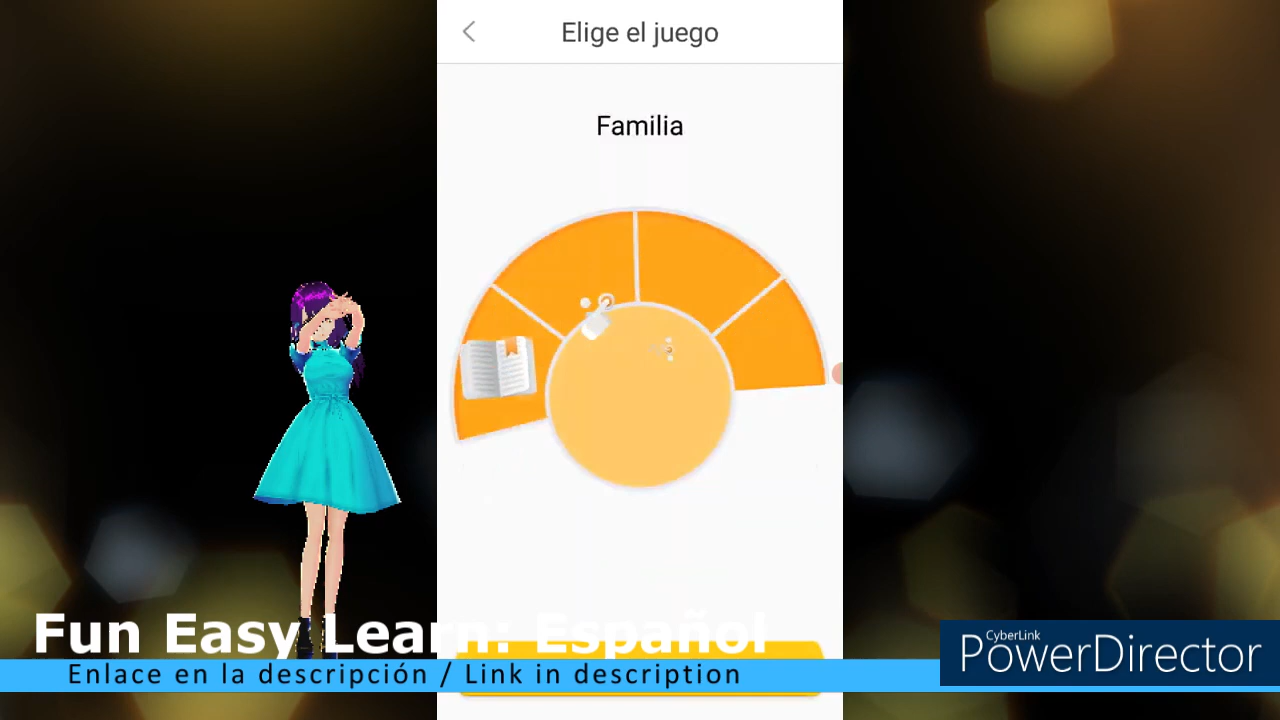 Elige el juego
Familia
Fun Easy Learn: Español
Enlace en la descripción / Link in description
CyberLink
PowerDirector